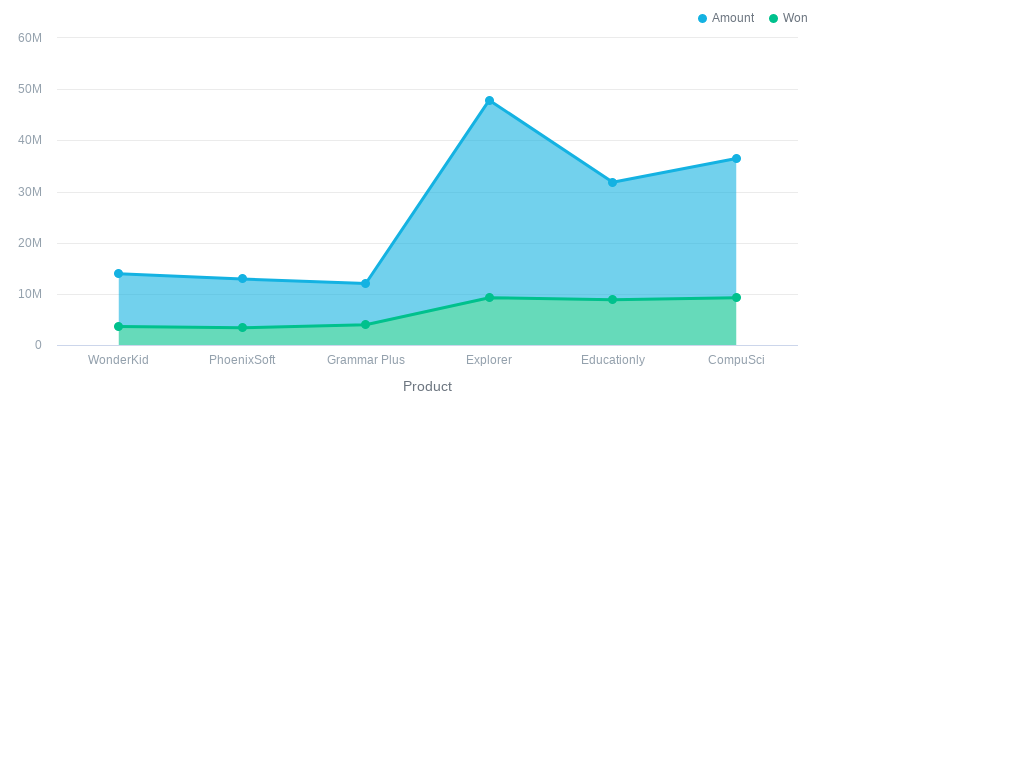 Amount Won
60M
50M
40M
30M
20M
10M
0
WonderKid PhoenixSoft Grammar Plus Explorer Educationly CompuSci
Product